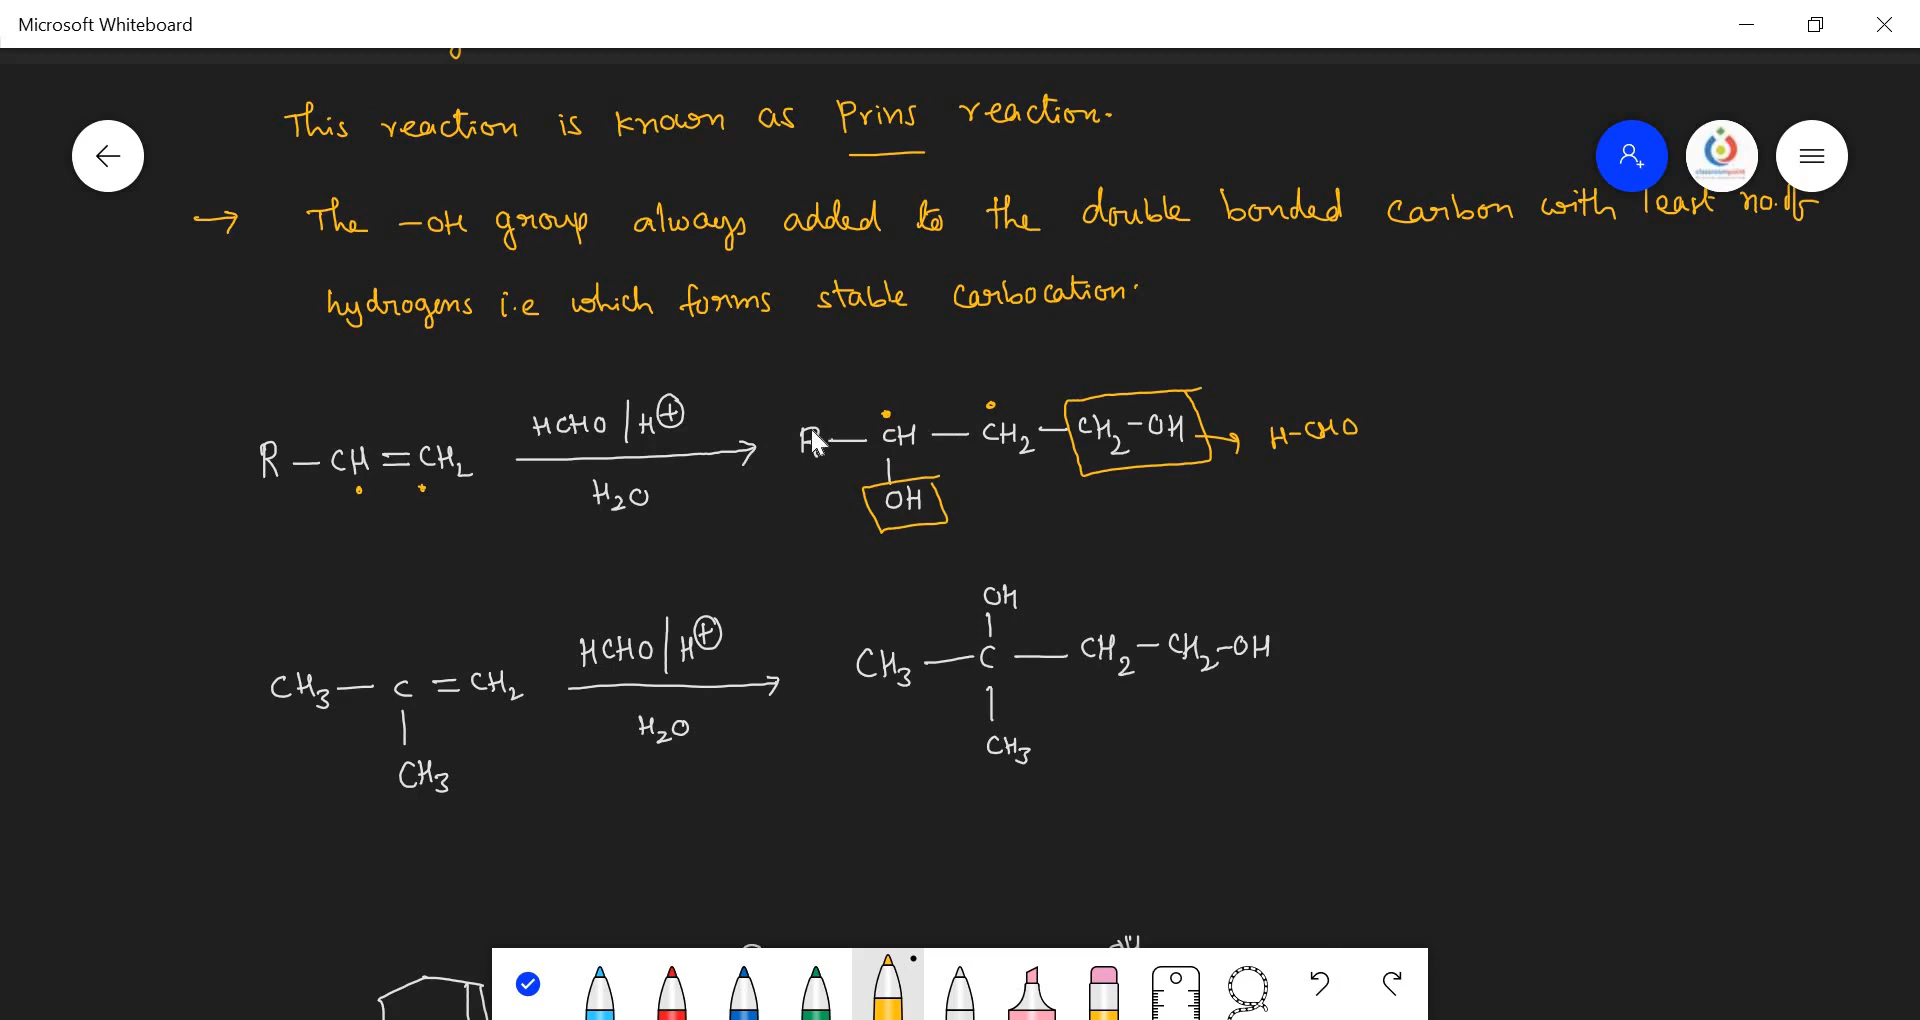 Microsoft Whiteboard
This reaction is known as Prins reaction.
→ The -OH group always added to the double bonded carbon with least no.of
hydrogens i.e which forms stable carbocation.
R - CH = CH2 HCHO | H⊕ H2O → R - CH - CH2 - CH2 - OH → H-CHO
OH
OH
CH3 - C = CH2 HCHO | H⊕ H2O → CH3 - C - CH2 - CH2 - OH
CH3 CH3